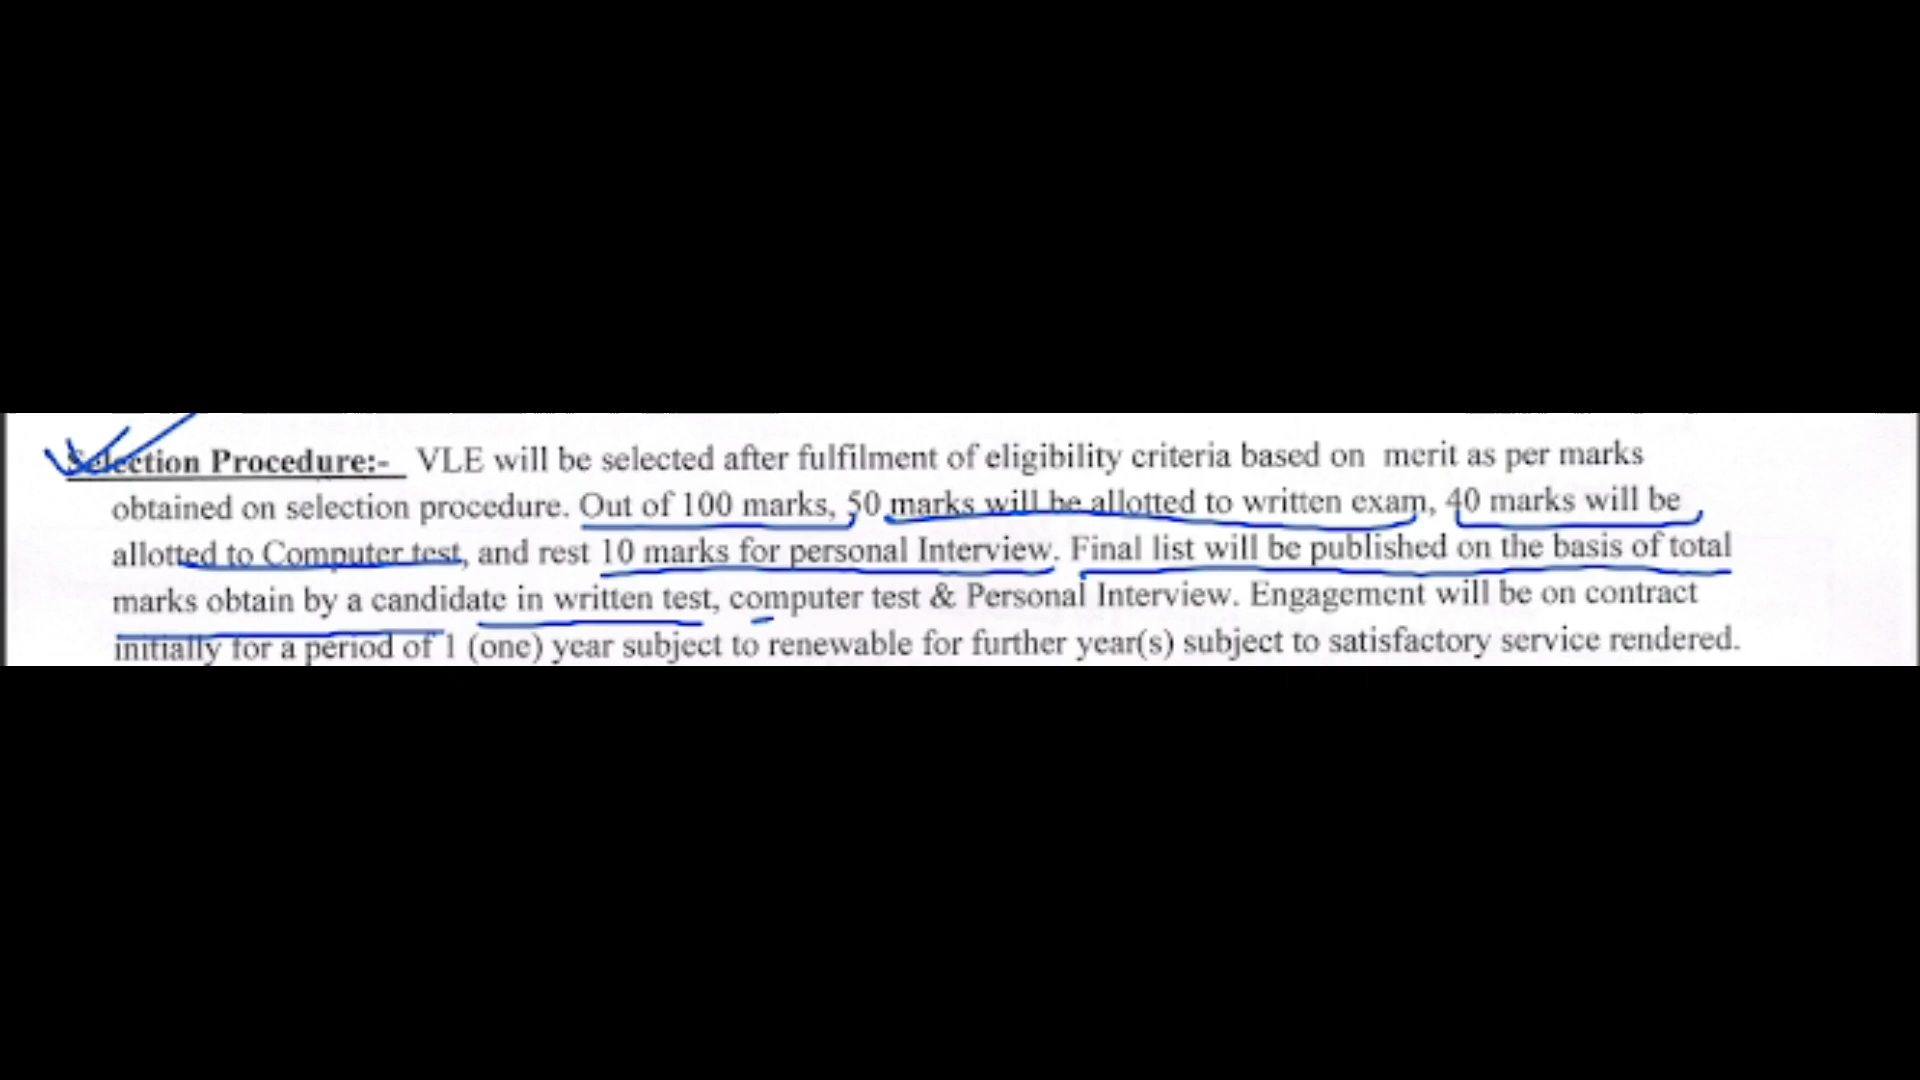 Selection Procedure:- VLE will be selected after fulfilment of eligibility criteria based on merit as per marks
obtained on selection procedure. Out of 100 marks, 50 marks will be allotted to written exam, 40 marks will be
allotted to Computer test, and rest 10 marks for personal Interview. Final list will be published on the basis of total
marks obtain by a candidate in written test, computer test & Personal Interview. Engagement will be on contract
initially for a period of 1 (one) year subject to renewable for further year(s) subject to satisfactory service rendered.